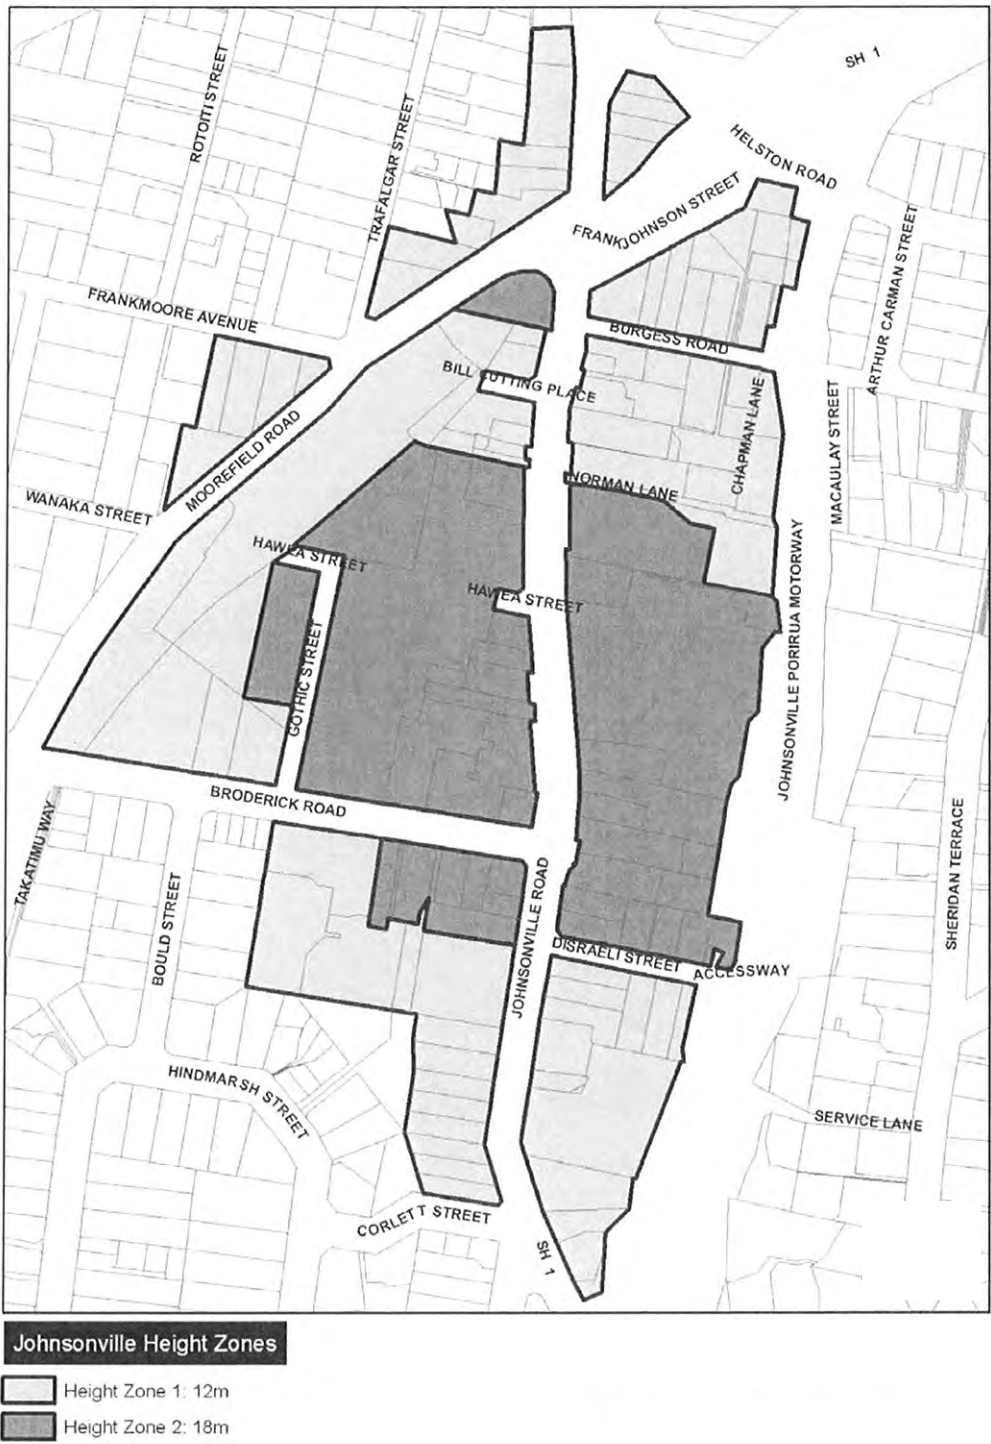 SH 1
ROTOITI STREET
TRAFALGAR STREET
HELSTON ROAD
FRANKJOHNSON STREET
ARTHUR CARMAN STREET
FRANKMOORE AVENUE
BURGESS ROAD
BILL CUTTING PLACE
CHAPMAN LANE
MACAULAY STREET
MOOREFIELD ROAD
NORMAN LANE
WANAKA STREET
HAWEA STREET
HAWEA STREET
JOHNSONVILLE PORIRUA MOTORWAY
GOTHIC STREET
BRODERICK ROAD
TAKATIMU WAY
SHERIDAN TERRACE
BOULD STREET
JOHNSONVILLE ROAD
DISRAELI STREET
ACCESSWAY
HINDMARSH STREET
SERVICE LANE
CORLETT STREET
SH 1
Johnsonville Height Zones
Height Zone 1: 12m
Height Zone 2: 18m